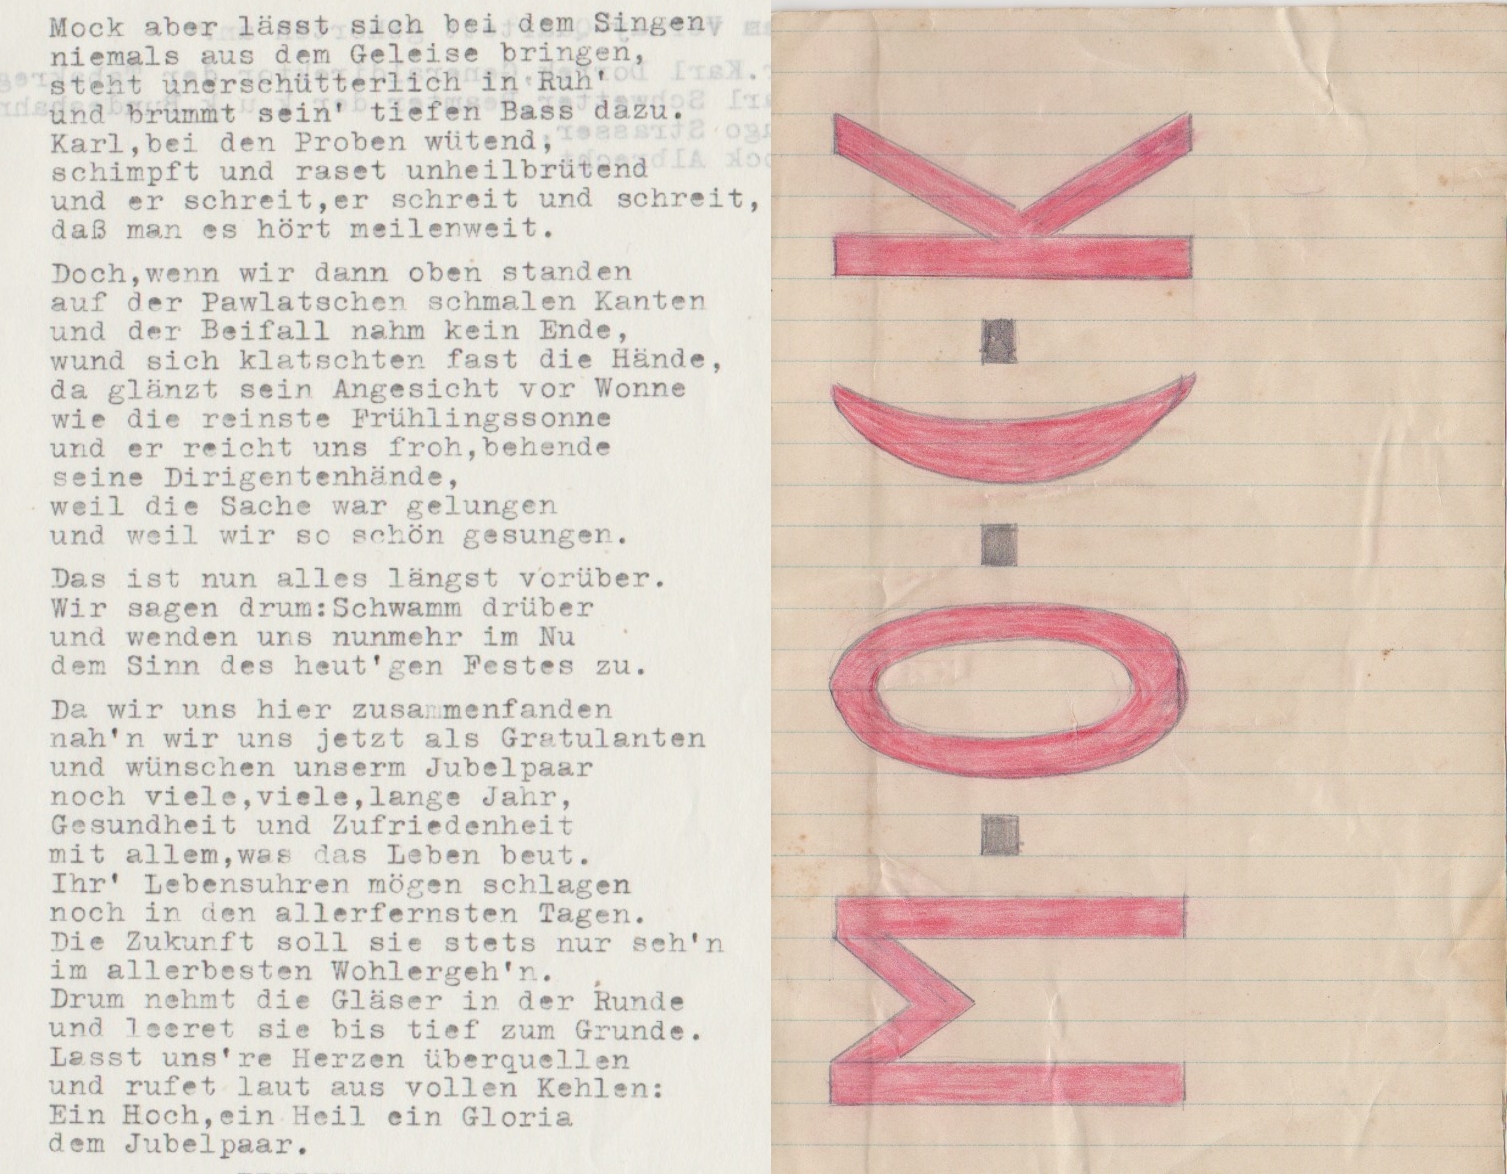 Mock aber lässt sich bei dem Singen
niemals aus dem Geleise bringen,
steht unerschütterlich in Ruh'
und brummt sein' tiefen Bass dazu.
Karl,bei den Proben wütend,
schimpft und raset unheilbrütend
und er schreit,er schreit und schreit,
daß man es hört meilenweit.
Doch,wenn wir dann oben standen
auf der Pawlatschen schmalen Kanten
und der Beifall nahm kein Ende,
wund sich klatschten fast die Hände,
da glänzt sein Angesicht vor Wonne
wie die reinste Frühlingssonne
und er reicht uns froh,behende
seine Dirigentenhände,
weil die Sache war gelungen
und weil wir so schön gesungen.
Das ist nun alles längst vorüber.
Wir sagen drum:Schwamm drüber
und wenden uns nunmehr im Nu
dem Sinn des heut'gen Festes zu.
Da wir uns hier zusammenfanden
nah'n wir uns jetzt als Gratulanten
und wünschen unserm Jubelpaar
noch viele,viele,lange Jahr,
Gesundheit und Zufriedenheit
mit allem,was das Leben beut.
Ihr' Lebensuhren mögen schlagen
noch in den allerfernsten Tagen.
Die Zukunft soll sie stets nur seh'n
im allerbesten Wohlergeh'n.
Drum nehmt die Gläser in der Runde
und leeret sie bis tief zum Grunde.
Lasst uns're Herzen überquellen
und rufet laut aus vollen Kehlen:
Ein Hoch,ein Heil ein Gloria
dem Jubelpaar.
M·O·C·K